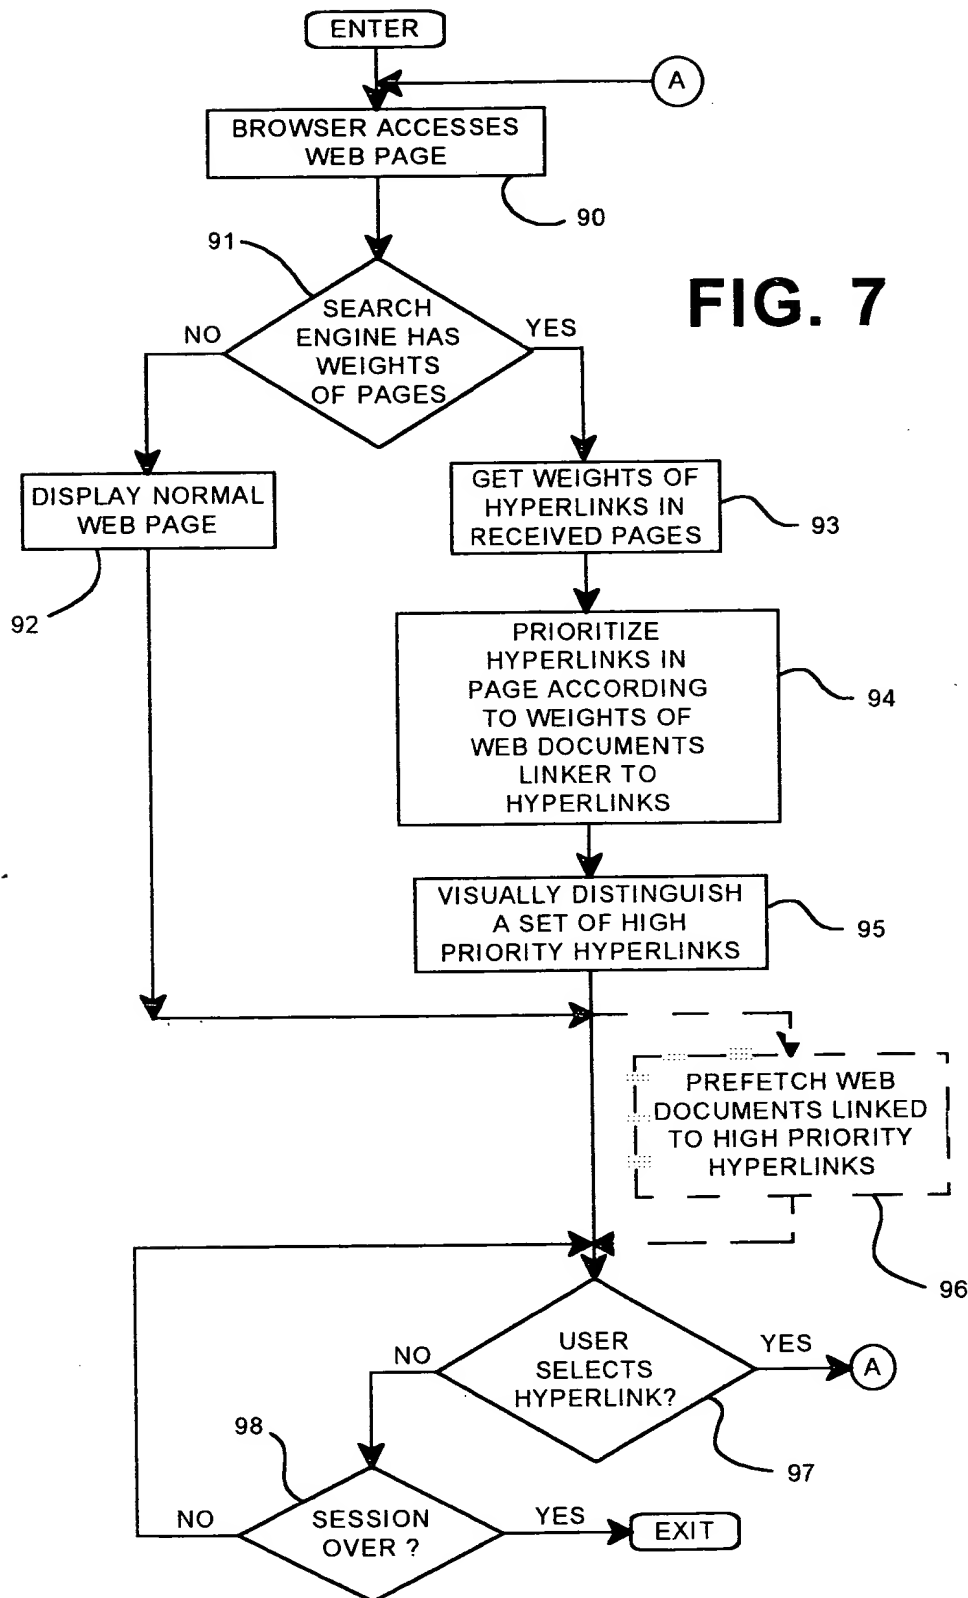 ENTER
A
BROWSER ACCESSES
WEB PAGE
90
91
FIG. 7
SEARCH
ENGINE HAS
WEIGHTS
OF PAGES
NO
YES
DISPLAY NORMAL
WEB PAGE
92
GET WEIGHTS OF
HYPERLINKS IN
RECEIVED PAGES
93
PRIORITIZE
HYPERLINKS IN
PAGE ACCORDING
TO WEIGHTS OF
WEB DOCUMENTS
LINKER TO
HYPERLINKS
94
VISUALLY DISTINGUISH
A SET OF HIGH
PRIORITY HYPERLINKS
95
PREFETCH WEB
DOCUMENTS LINKED
TO HIGH PRIORITY
HYPERLINKS
96
USER
SELECTS
HYPERLINK?
NO
YES
A
97
98
SESSION
OVER ?
NO
YES
EXIT